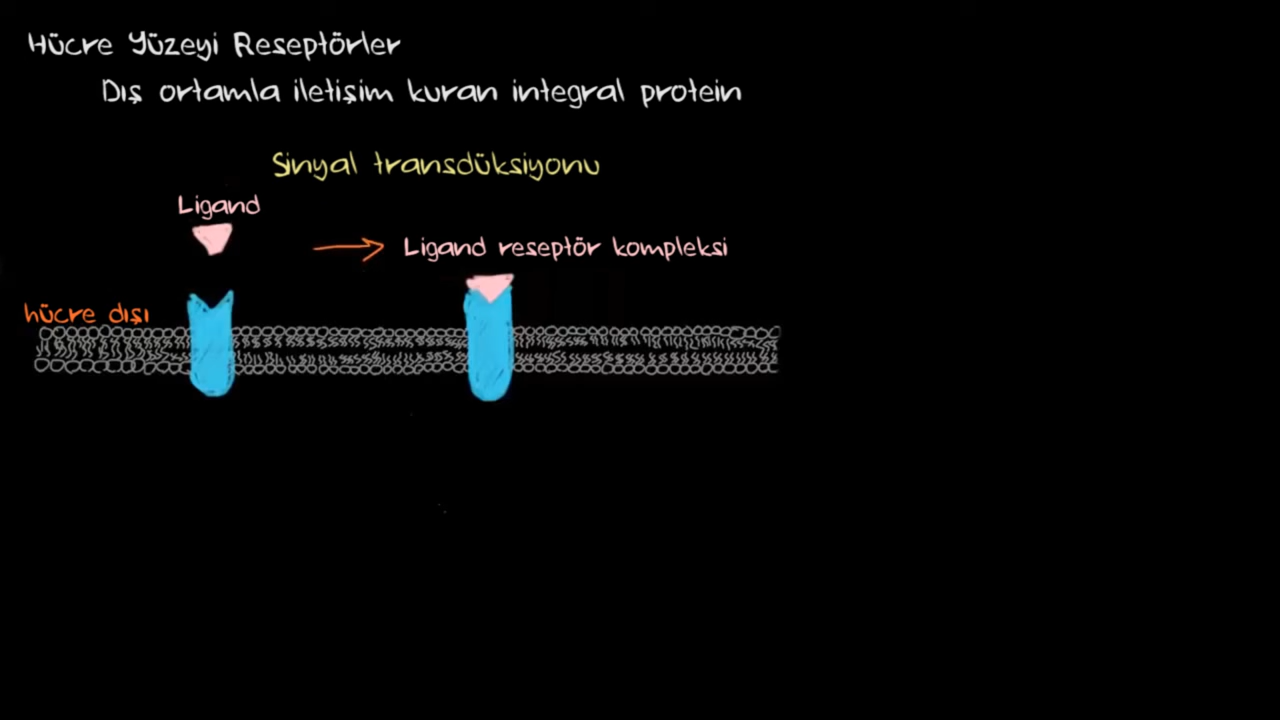 Hücre Yüzeyi Reseptörler
Dış ortamla iletişim kuran integral protein
Sinyal transdüksiyonu
Ligand
Ligand reseptör kompleksi
hücre dışı